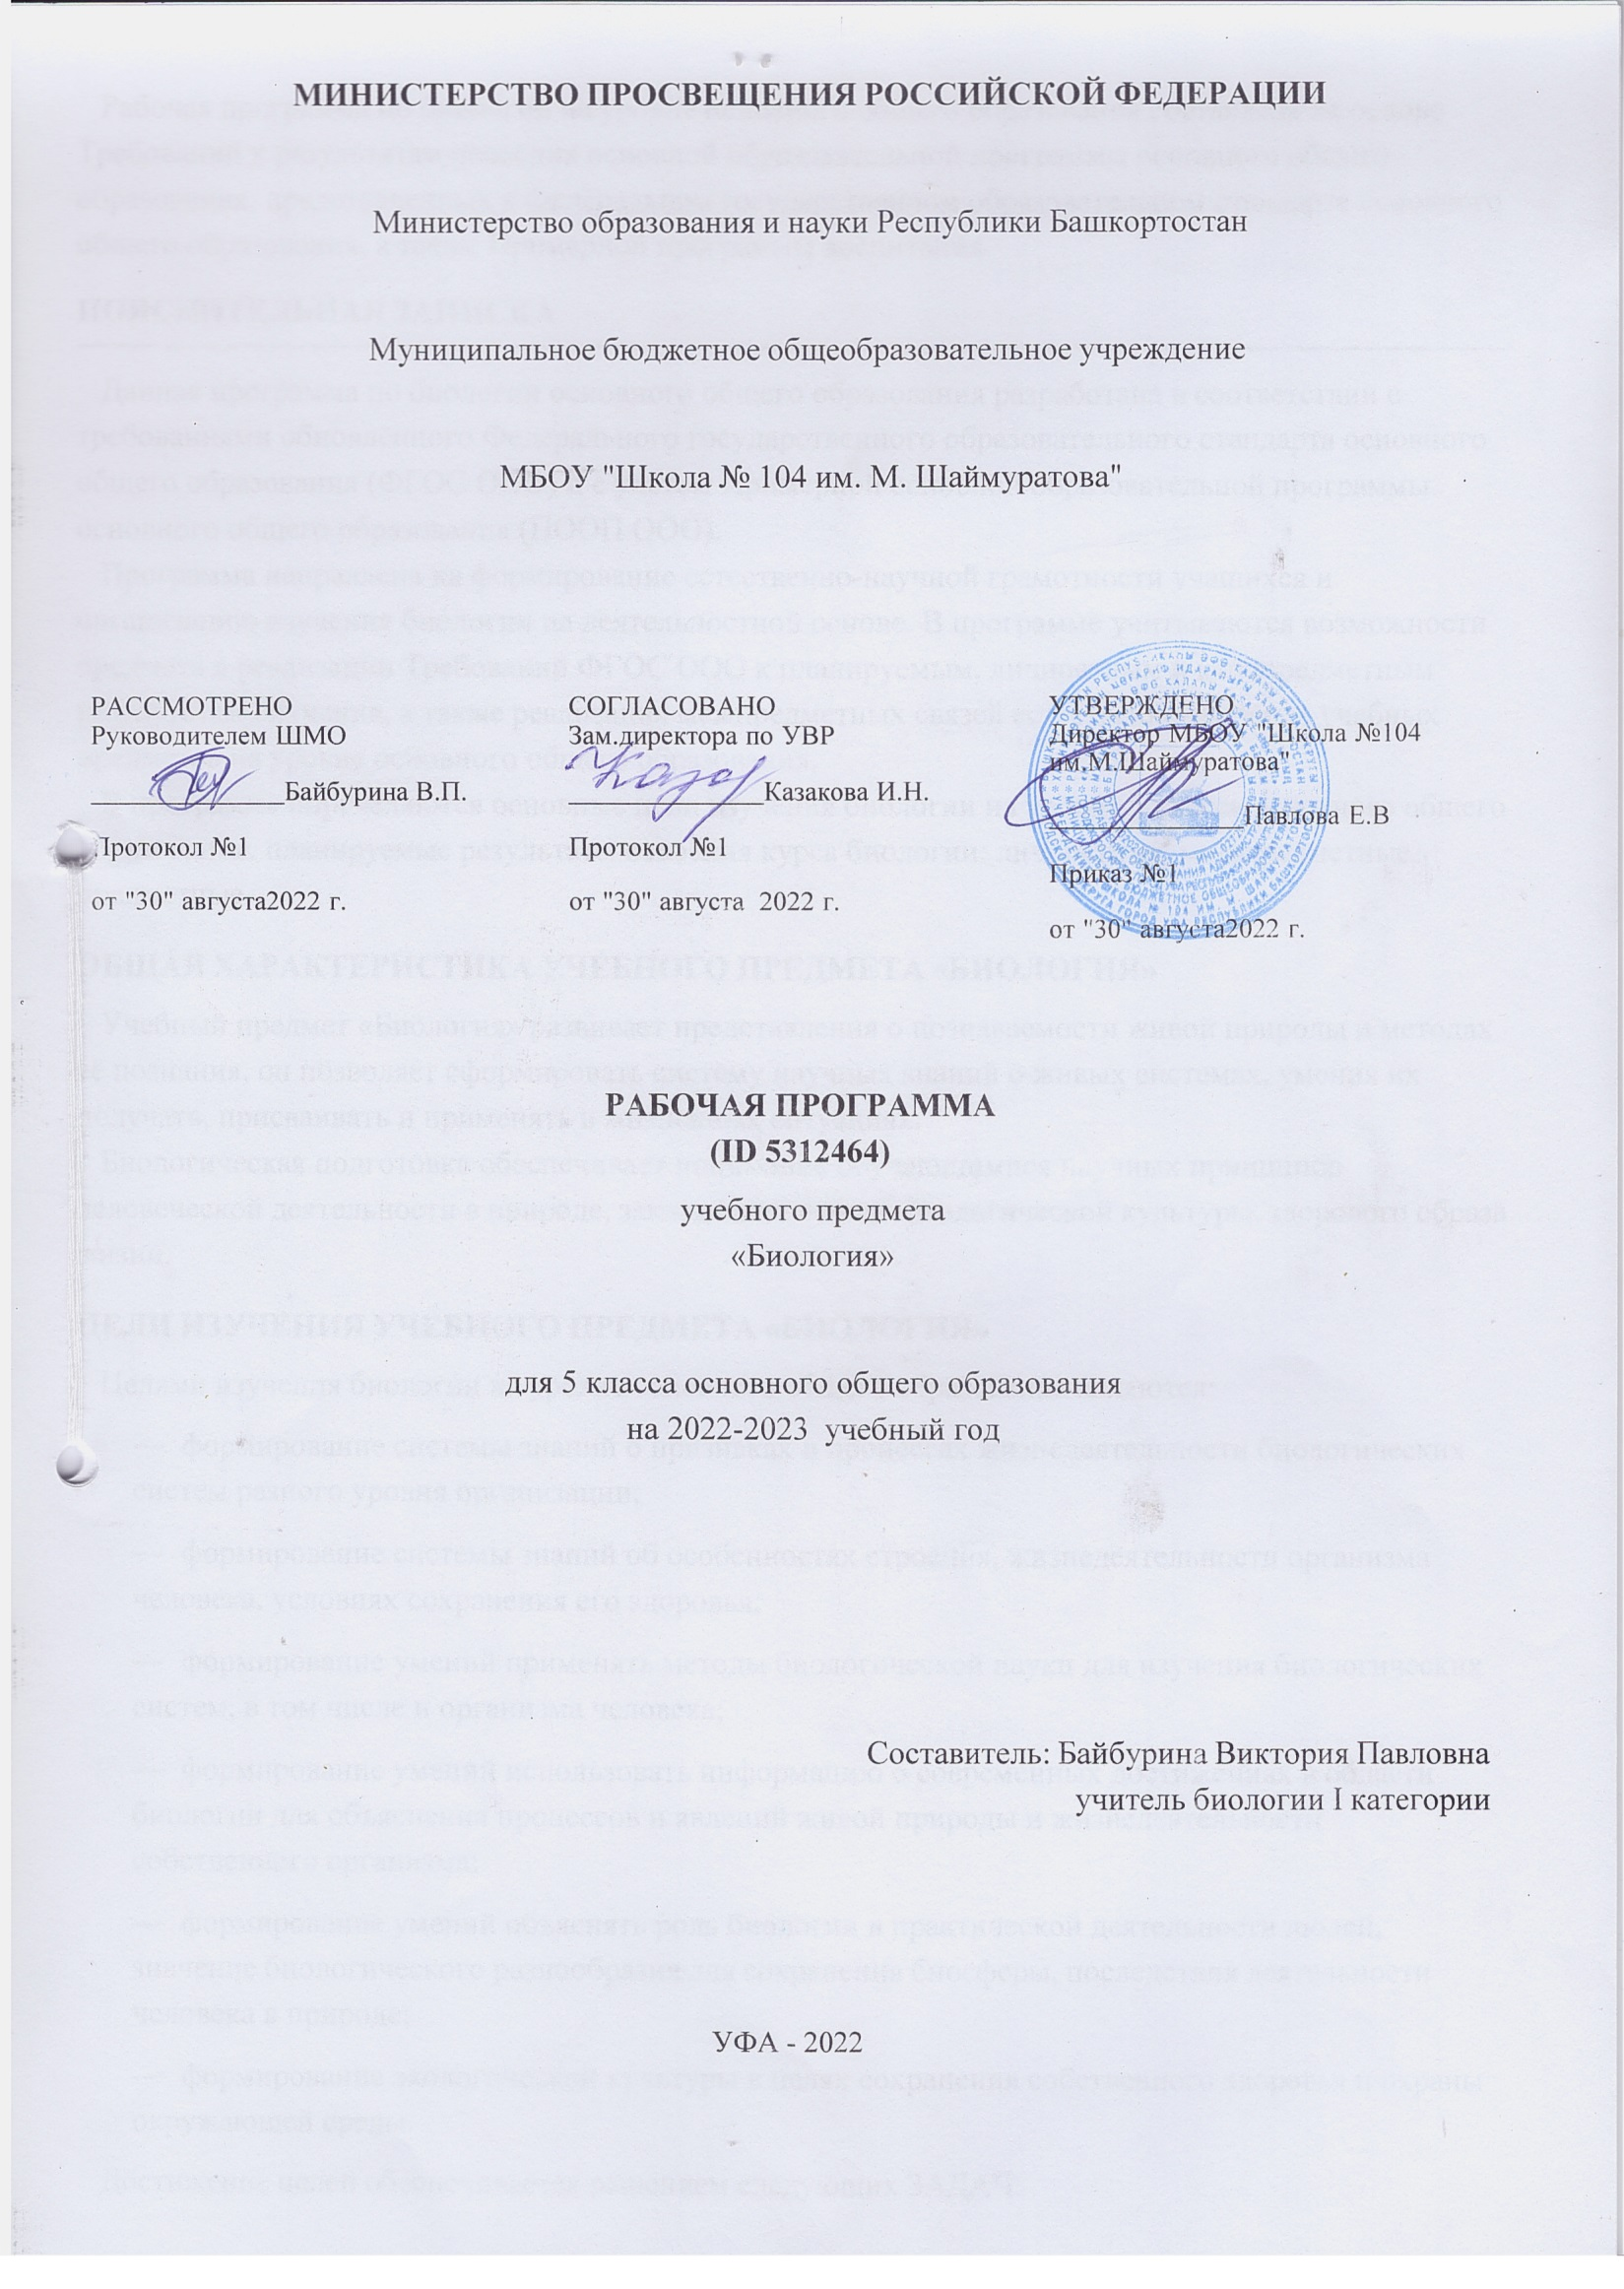 МИНИСТЕРСТВО ПРОСВЕЩЕНИЯ РОССИЙСКОЙ ФЕДЕРАЦИИ
Министерство образования и науки Республики Башкортостан
Муниципальное бюджетное общеобразовательное учреждение
МБОУ "Школа № 104 им. М. Шаймуратова"
РАССМОТРЕНО
Руководителем ШМО
Байбурина В.П.
Протокол №1
от "30" августа2022 г.
СОГЛАСОВАНО
Зам.директора по УВР
Казакова И.Н.
Протокол №1
от "30" августа 2022 г.
УТВЕРЖДЕНО
Директор МБОУ "Школа №104
им.М.Шаймуратова"
Павлова Е.В
Приказ №1
от "30" августа2022 г.
РАБОЧАЯ ПРОГРАММА
(ID 5312464)
учебного предмета
«Биология»
для 5 класса основного общего образования
на 2022-2023 учебный год
Составитель: Байбурина Виктория Павловна
учитель биологии I категории
УФА - 2022